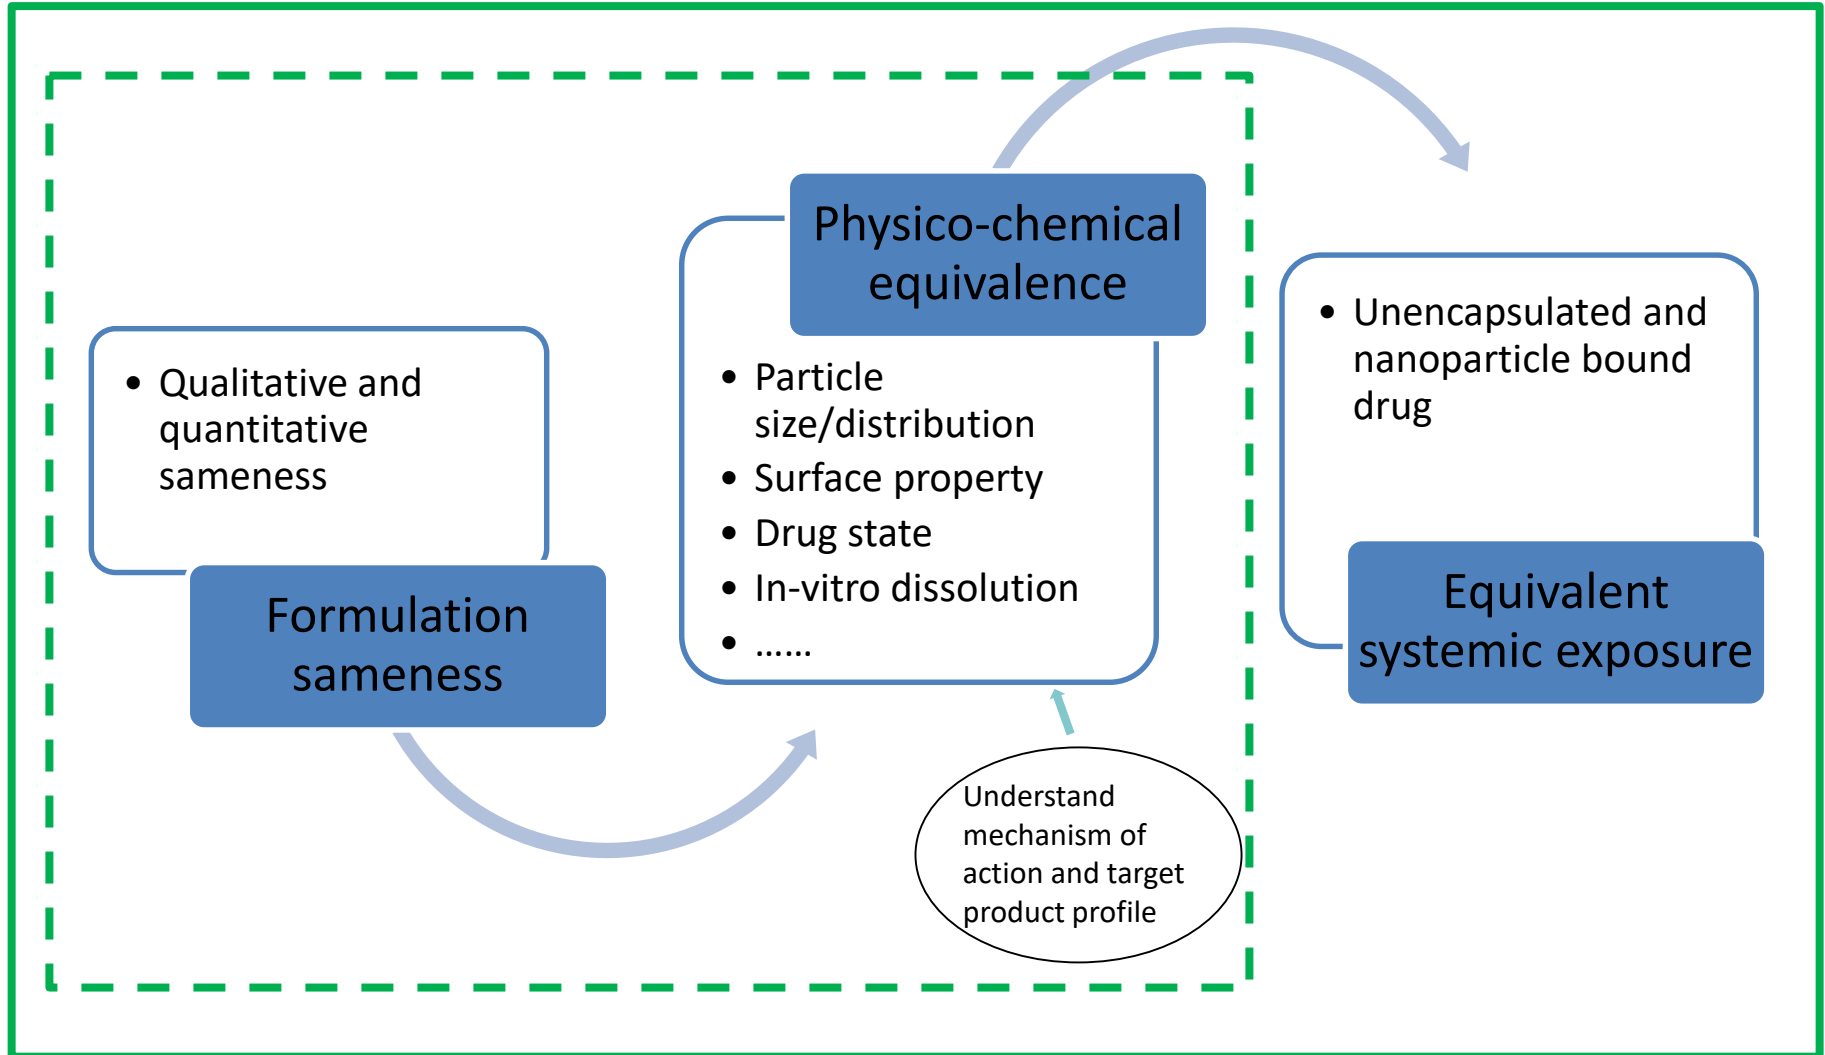 • Qualitative and
quantitative
sameness
Formulation
sameness
Physico-chemical
equivalence
• Particle
size/distribution
• Surface property
• Drug state
• In-vitro dissolution
• ......
Understand
mechanism of
action and target
product profile
• Unencapsulated and
nanoparticle bound
drug
Equivalent
systemic exposure